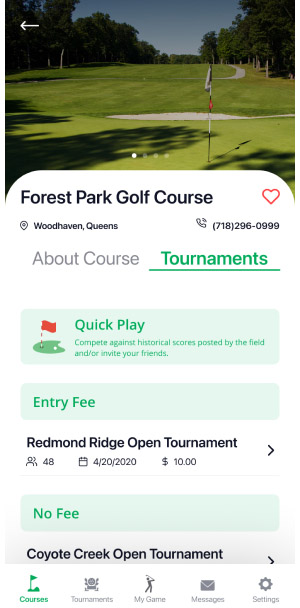 Forest Park Golf Course
Woodhaven, Queens (718)296-0999
About Course Tournaments
Quick Play
Compete against historical scores posted by the field
and/or invite your friends.
Entry Fee
Redmond Ridge Open Tournament
48 4/20/2020 $ 10.00
No Fee
Coyote Creek Open Tournament
Courses Tournaments My Game Messages Settings